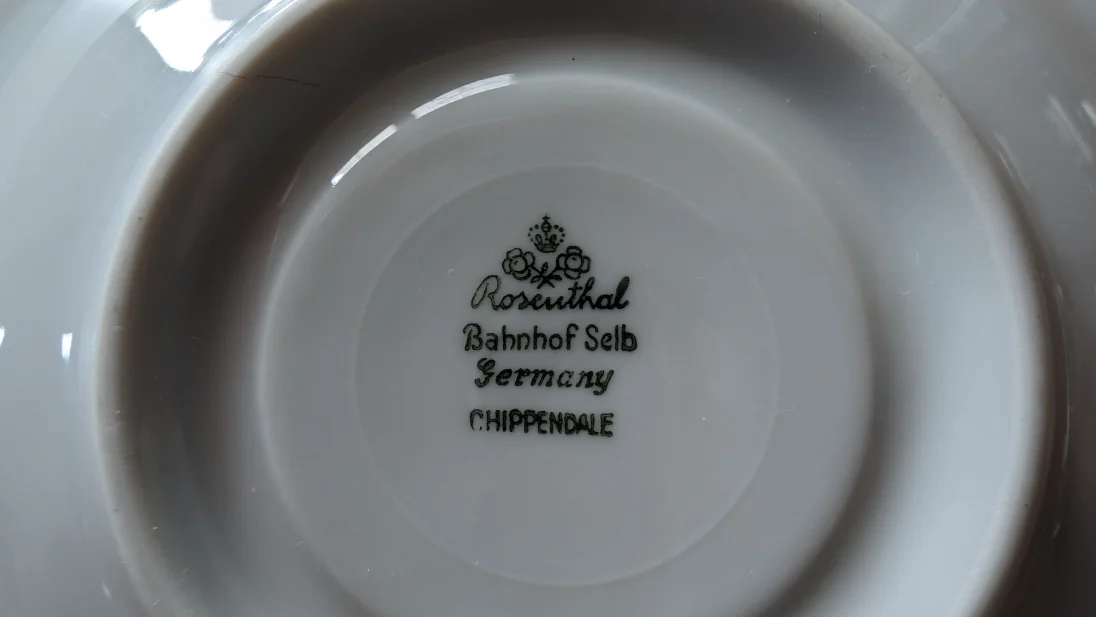 Rosenthal
Bahnhof Selb
Germany
CHIPPENDALE